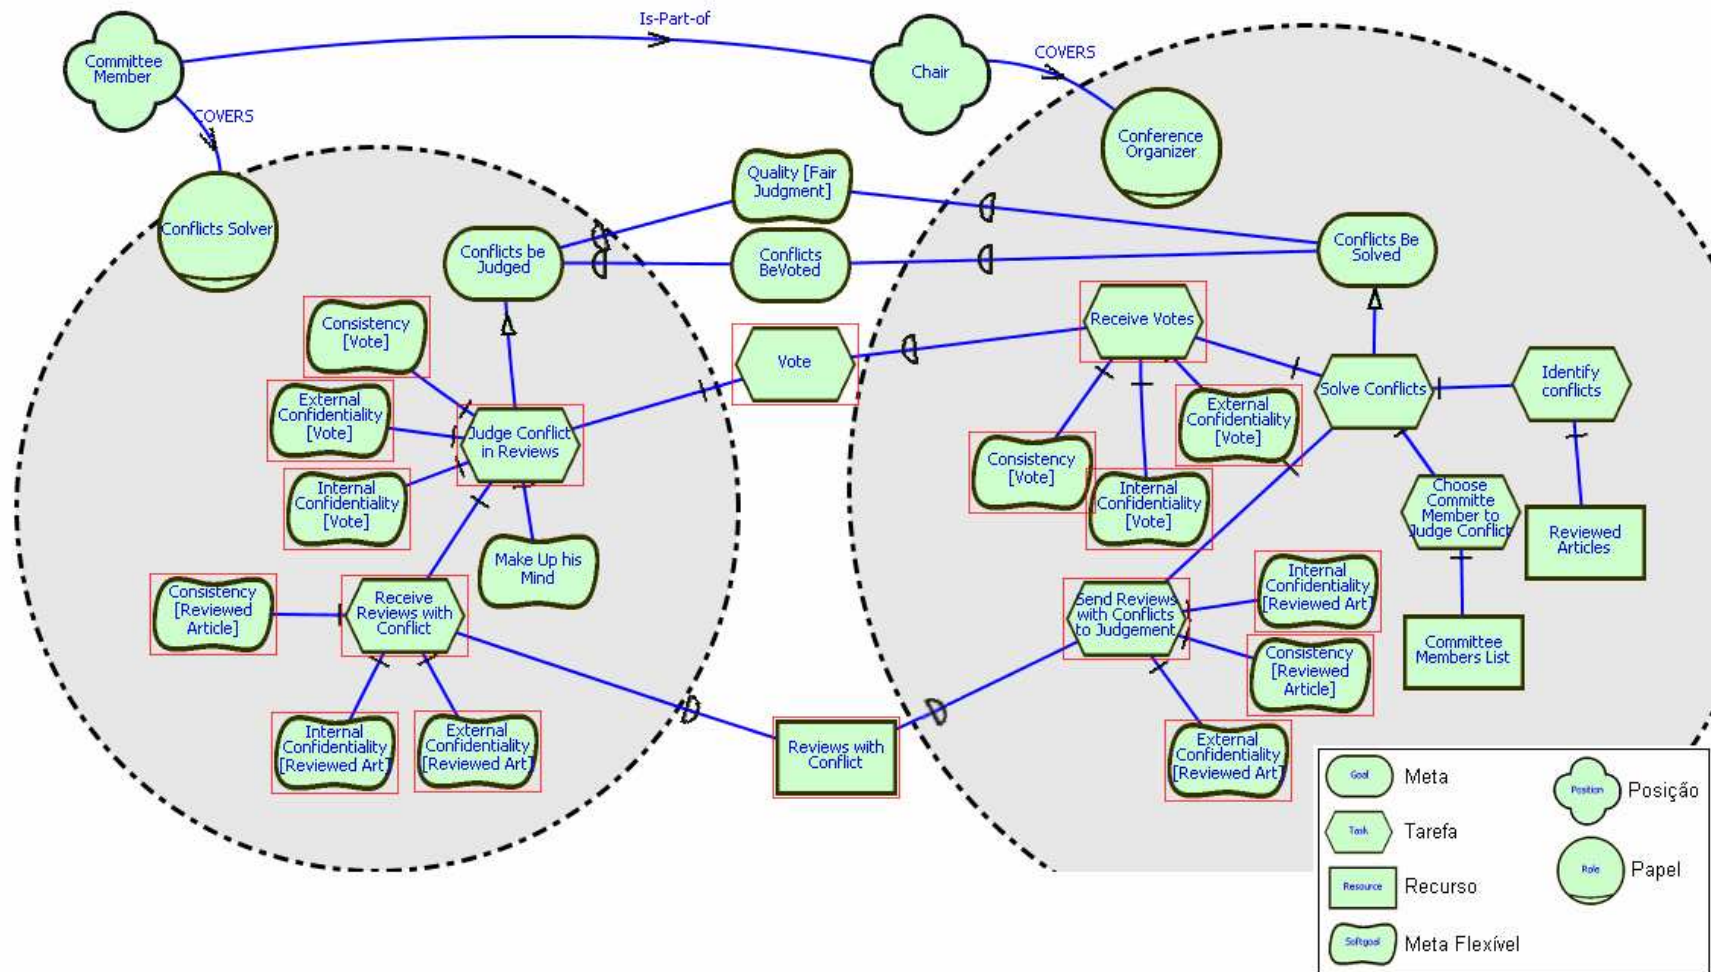 Is-Part-of
Committee
Member
Chair
COVERS
COVERS
Conference
Organizer
Conflicts Solver
Quality [Fair
Judgment]
Conflicts be
Judged
Conflicts
BeVoted
Conflicts Be
Solved
Consistency
[Vote]
Vote
Receive Votes
Solve Conflicts
Identify
conflicts
External
Confidentiality
[Vote]
Judge Conflict
in Reviews
External
Confidentiality
[Vote]
Consistency
[Vote]
Internal
Confidentiality
[Vote]
Internal
Confidentiality
[Vote]
Choose
Committe
Member to
Judge Conflict
Reviewed
Articles
Make Up his
Mind
Consistency
[Reviewed
Article]
Receive
Reviews with
Conflict
Send Reviews
with Conflicts
to Judgement
Internal
Confidentiality
[Reviewed Art]
Consistency
[Reviewed
Article]
Committee
Members List
Internal
Confidentiality
[Reviewed Art]
External
Confidentiality
[Reviewed Art]
Reviews with
Conflict
External
Confidentiality
[Reviewed Art]
Goal
Meta
Position
Posição
Task
Tarefa
Role
Papel
Resource
Recurso
Softgoal
Meta Flexível